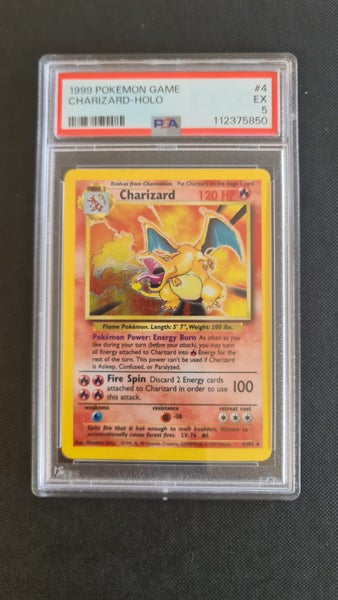 1999 POKEMON GAME #4
CHARIZARD-HOLO EX
5
PSA 112375850
STAGE 2 Evolves from Charmeleon Put Charizard on the Stage 1 card
Charizard 120 HP
Flame Pokémon. Length: 5' 7", Weight: 200 lbs.
Pokémon Power: Energy Burn As often as you
like during your turn (before your attack), you may turn
all Energy attached to Charizard into Energy for the
rest of the turn. This power can't be used if Charizard
is Asleep, Confused, or Paralyzed.
Fire Spin Discard 2 Energy cards
attached to Charizard in order to use 100
this attack.
weakness resistance retreat cost
-30
Spits fire that is hot enough to melt boulders. Known to
unintentionally cause forest fires. LV. 76 #6